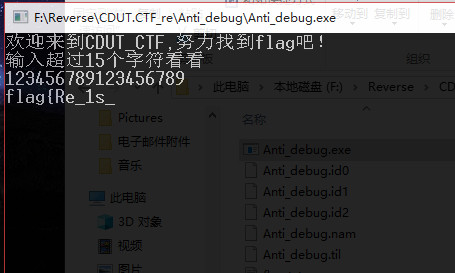 F:\Reverse\CDUT.CTF_re\Anti_debug\Anti_debug.exe
移动到
复制到
删除
组织
欢迎来到CDUT_CTF,努力找到flag吧!
输入超过15个字符看看
123456789123456789
flag{Re_1s_
此电脑 > 本地磁盘 (F:) > Reverse > CD
名称
Pictures
电子邮件附件
音乐
此电脑
3D 对象
视频
图片
Anti_debug.exe
Anti_debug.id0
Anti_debug.id1
Anti_debug.id2
Anti_debug.nam
Anti_debug.til